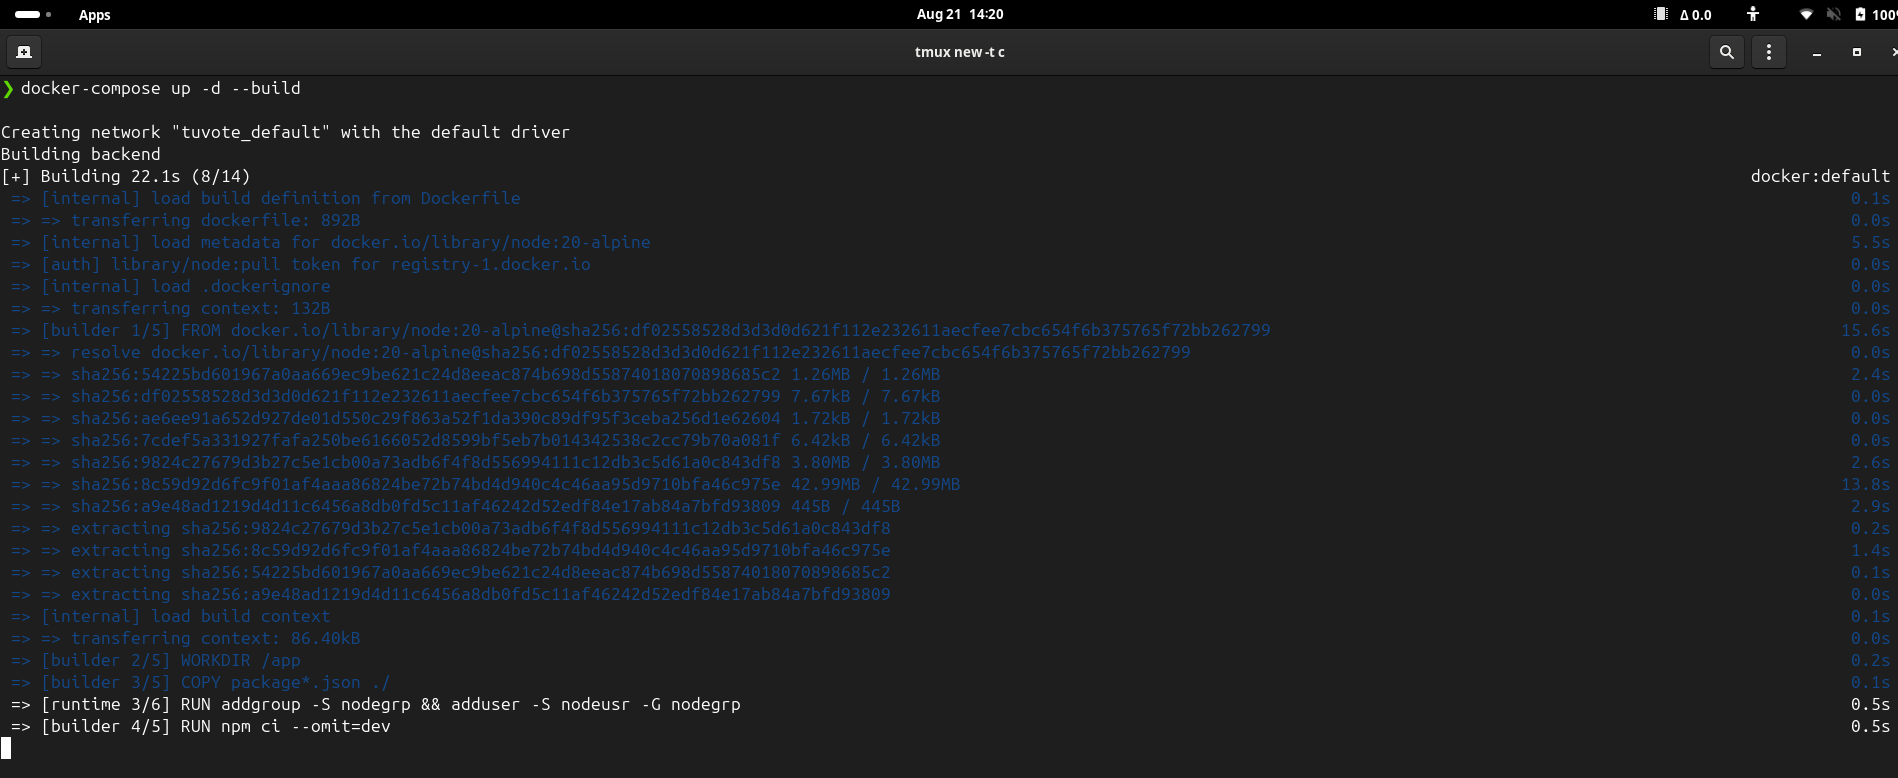 Apps
Aug 21 14:20
Δ 0.0
100%
tmux new -t c
❯ docker-compose up -d --build
Creating network "tuvote_default" with the default driver
Building backend
[+] Building 22.1s (8/14) docker:default
=> [internal] load build definition from Dockerfile 0.1s
=> => transferring dockerfile: 892B 0.0s
=> [internal] load metadata for docker.io/library/node:20-alpine 5.5s
=> [auth] library/node:pull token for registry-1.docker.io 0.0s
=> [internal] load .dockerignore 0.0s
=> => transferring context: 132B 0.0s
=> [builder 1/5] FROM docker.io/library/node:20-alpine@sha256:df02558528d3d3d0d621f112e232611aecfee7cbc654f6b375765f72bb262799 15.6s
=> => resolve docker.io/library/node:20-alpine@sha256:df02558528d3d3d0d621f112e232611aecfee7cbc654f6b375765f72bb262799 0.0s
=> => sha256:54225bd601967a0aa669ec9be621c24d8eeac874b698d55874018070898685c2 1.26MB / 1.26MB 2.4s
=> => sha256:df02558528d3d3d0d621f112e232611aecfee7cbc654f6b375765f72bb262799 7.67kB / 7.67kB 0.0s
=> => sha256:ae6ee91a652d927de01d550c29f863a52f1da390c89df95f3ceba256d1e62604 1.72kB / 1.72kB 0.0s
=> => sha256:7cdef5a331927fafa250be6166052d8599bf5eb7b014342538c2cc79b70a081f 6.42kB / 6.42kB 0.0s
=> => sha256:9824c27679d3b27c5e1cb00a73adb6f4f8d556994111c12db3c5d61a0c843df8 3.80MB / 3.80MB 2.6s
=> => sha256:8c59d92d6fc9f01af4aaa86824be72b74bd4d940c4c46aa95d9710bfa46c975e 42.99MB / 42.99MB 13.8s
=> => sha256:a9e48ad1219d4d11c6456a8db0fd5c11af46242d52edf84e17ab84a7bfd93809 445B / 445B 2.9s
=> => extracting sha256:9824c27679d3b27c5e1cb00a73adb6f4f8d556994111c12db3c5d61a0c843df8 0.2s
=> => extracting sha256:8c59d92d6fc9f01af4aaa86824be72b74bd4d940c4c46aa95d9710bfa46c975e 1.4s
=> => extracting sha256:54225bd601967a0aa669ec9be621c24d8eeac874b698d55874018070898685c2 0.1s
=> => extracting sha256:a9e48ad1219d4d11c6456a8db0fd5c11af46242d52edf84e17ab84a7bfd93809 0.0s
=> [internal] load build context 0.1s
=> => transferring context: 86.40kB 0.0s
=> [builder 2/5] WORKDIR /app 0.2s
=> [builder 3/5] COPY package*.json ./ 0.1s
=> [runtime 3/6] RUN addgroup -S nodegrp && adduser -S nodeusr -G nodegrp 0.5s
=> [builder 4/5] RUN npm ci --omit=dev 0.5s